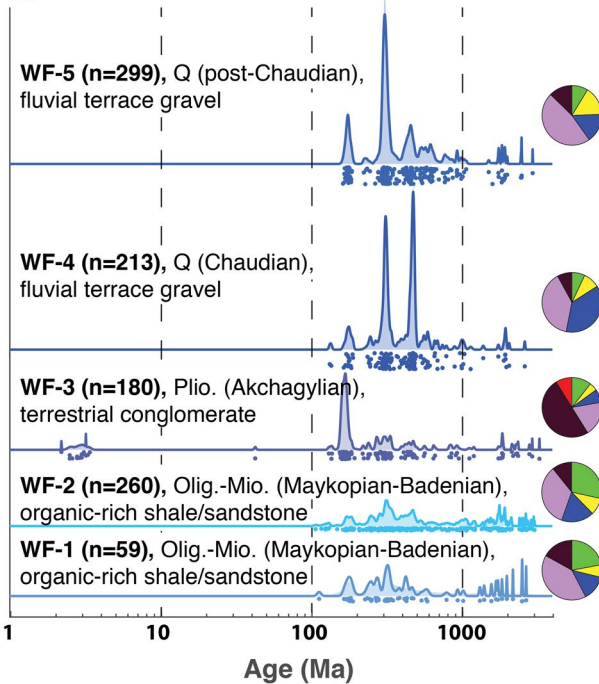 WF-5 (n=299), Q (post-Chaudian),
fluvial terrace gravel
WF-4 (n=213), Q (Chaudian),
fluvial terrace gravel
WF-3 (n=180), Plio. (Akchagylian),
terrestrial conglomerate
WF-2 (n=260), Olig.-Mio. (Maykopian-Badenian),
organic-rich shale/sandstone
WF-1 (n=59), Olig.-Mio. (Maykopian-Badenian),
organic-rich shale/sandstone
1 10 100 1000
Age (Ma)